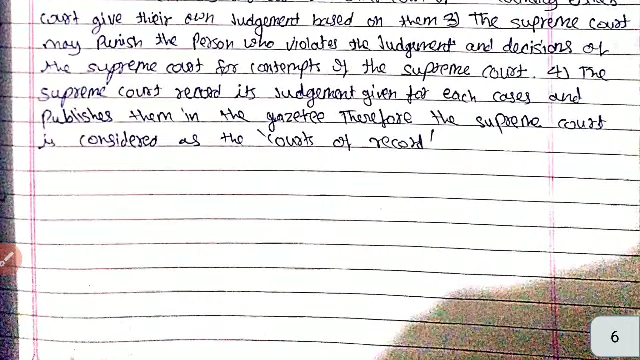 court give their own Judgement based on them 3) The supreme court
may Punish the Person who violates the Judgement and decisions of
the supreme court for contempts of the supreme court. 4) The
supreme court record its Judgement given for each cases and
Publishes them in the gazetee Therefore the supreme court
is considered as the 'courts of record'
6